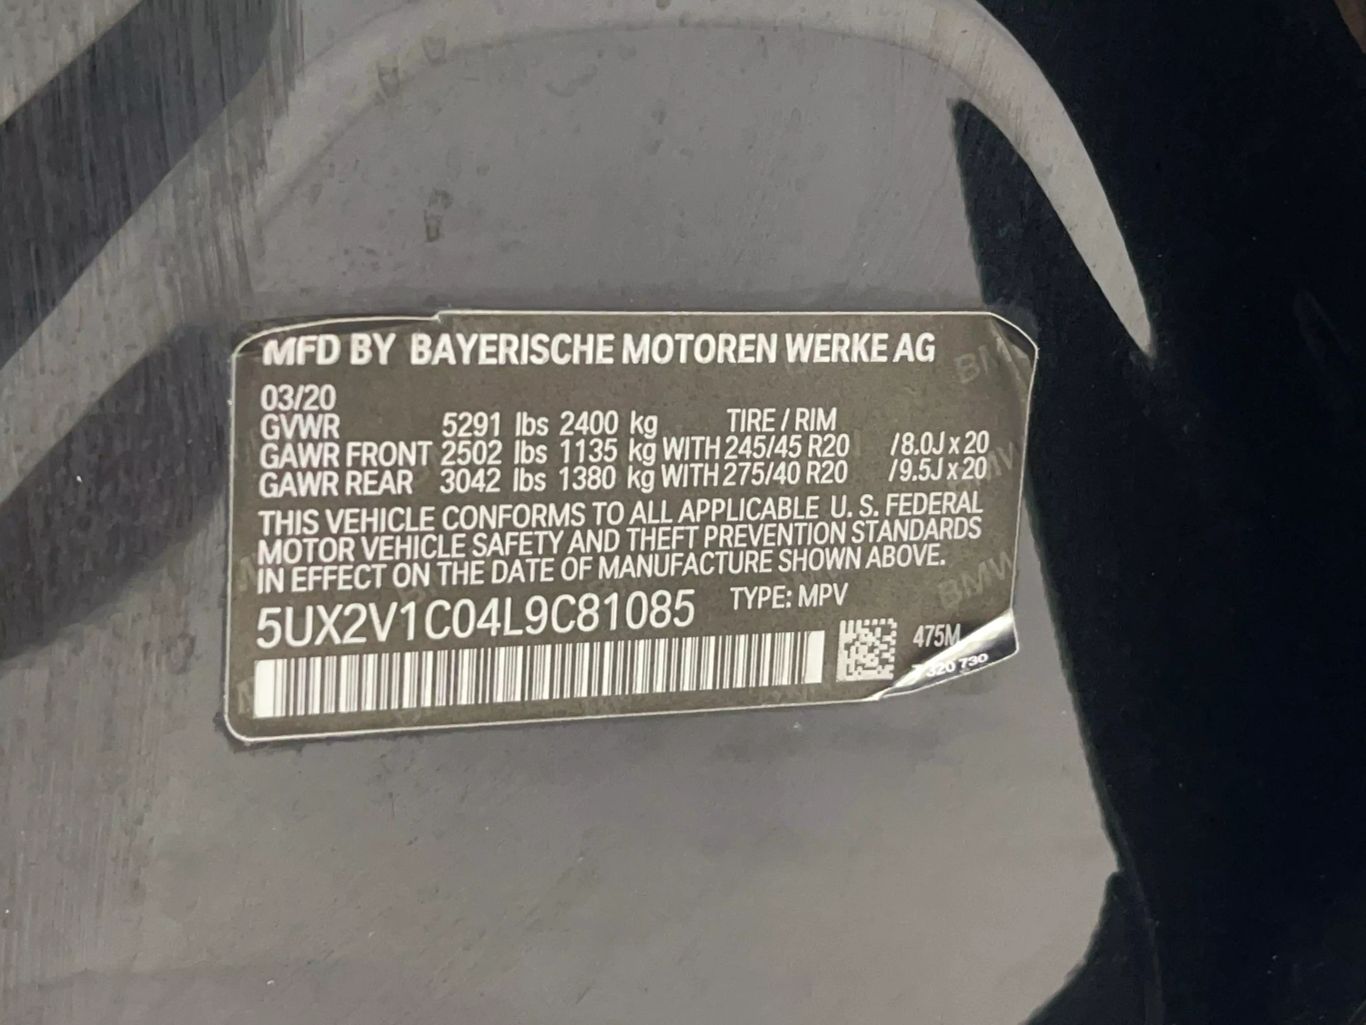 MFD BY BAYERISCHE MOTOREN WERKE AG
03/20
GVWR 5291 lbs 2400 kg TIRE / RIM
GAWR FRONT 2502 lbs 1135 kg WITH 245/45 R20 /8.0J x 20
GAWR REAR 3042 lbs 1380 kg WITH 275/40 R20 /9.5J x 20
THIS VEHICLE CONFORMS TO ALL APPLICABLE U. S. FEDERAL
MOTOR VEHICLE SAFETY AND THEFT PREVENTION STANDARDS
IN EFFECT ON THE DATE OF MANUFACTURE SHOWN ABOVE.
5UX2V1C04L9C81085 TYPE: MPV
475M
320 730